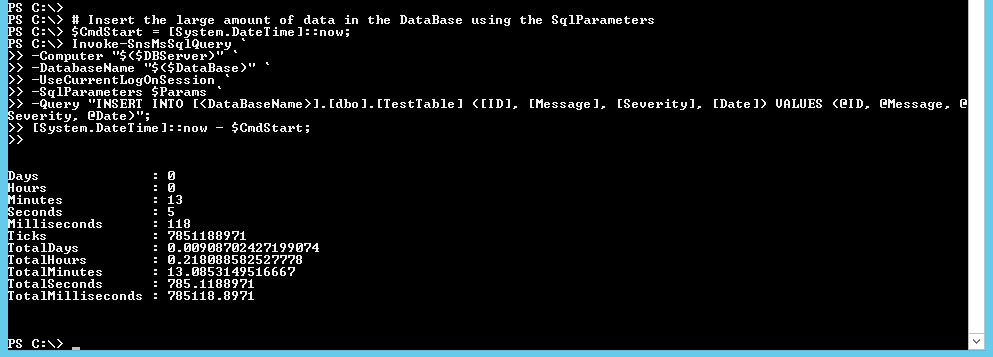 PS C:\>
PS C:\> # Insert the large amount of data in the DataBase using the SqlParameters
PS C:\> $CmdStart = [System.DateTime]::now;
PS C:\> Invoke-SnsMsSqlQuery `
>> -Computer "$($DBServer)" `
>> -DatabaseName "$($DataBase)" `
>> -UseCurrentLogOnSession `
>> -SqlParameters $Params `
>> -Query "INSERT INTO [<DataBaseName>].[dbo].[TestTable] ([ID], [Message], [Severity], [Date]) VALUES (@ID, @Message, @
Severity, @Date)";
>> [System.DateTime]::now - $CmdStart;
>>
Days : 0
Hours : 0
Minutes : 13
Seconds : 5
Milliseconds : 118
Ticks : 7851188971
TotalDays : 0.00908702427199074
TotalHours : 0.218088582527778
TotalMinutes : 13.0853149516667
TotalSeconds : 785.1188971
TotalMilliseconds : 785118.8971
PS C:\> _